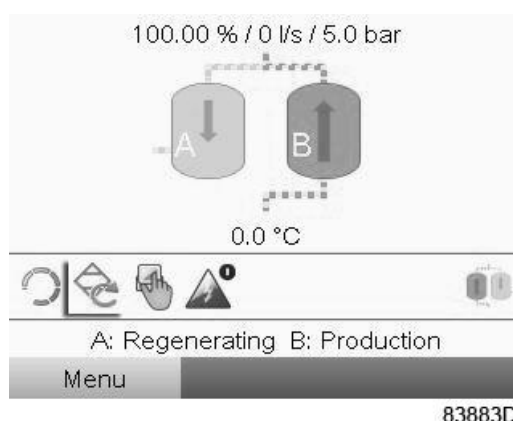 100.00 % / 0 l/s / 5.0 bar
A
B
0.0 °C
0
A: Regenerating B: Production
Menu
83883D